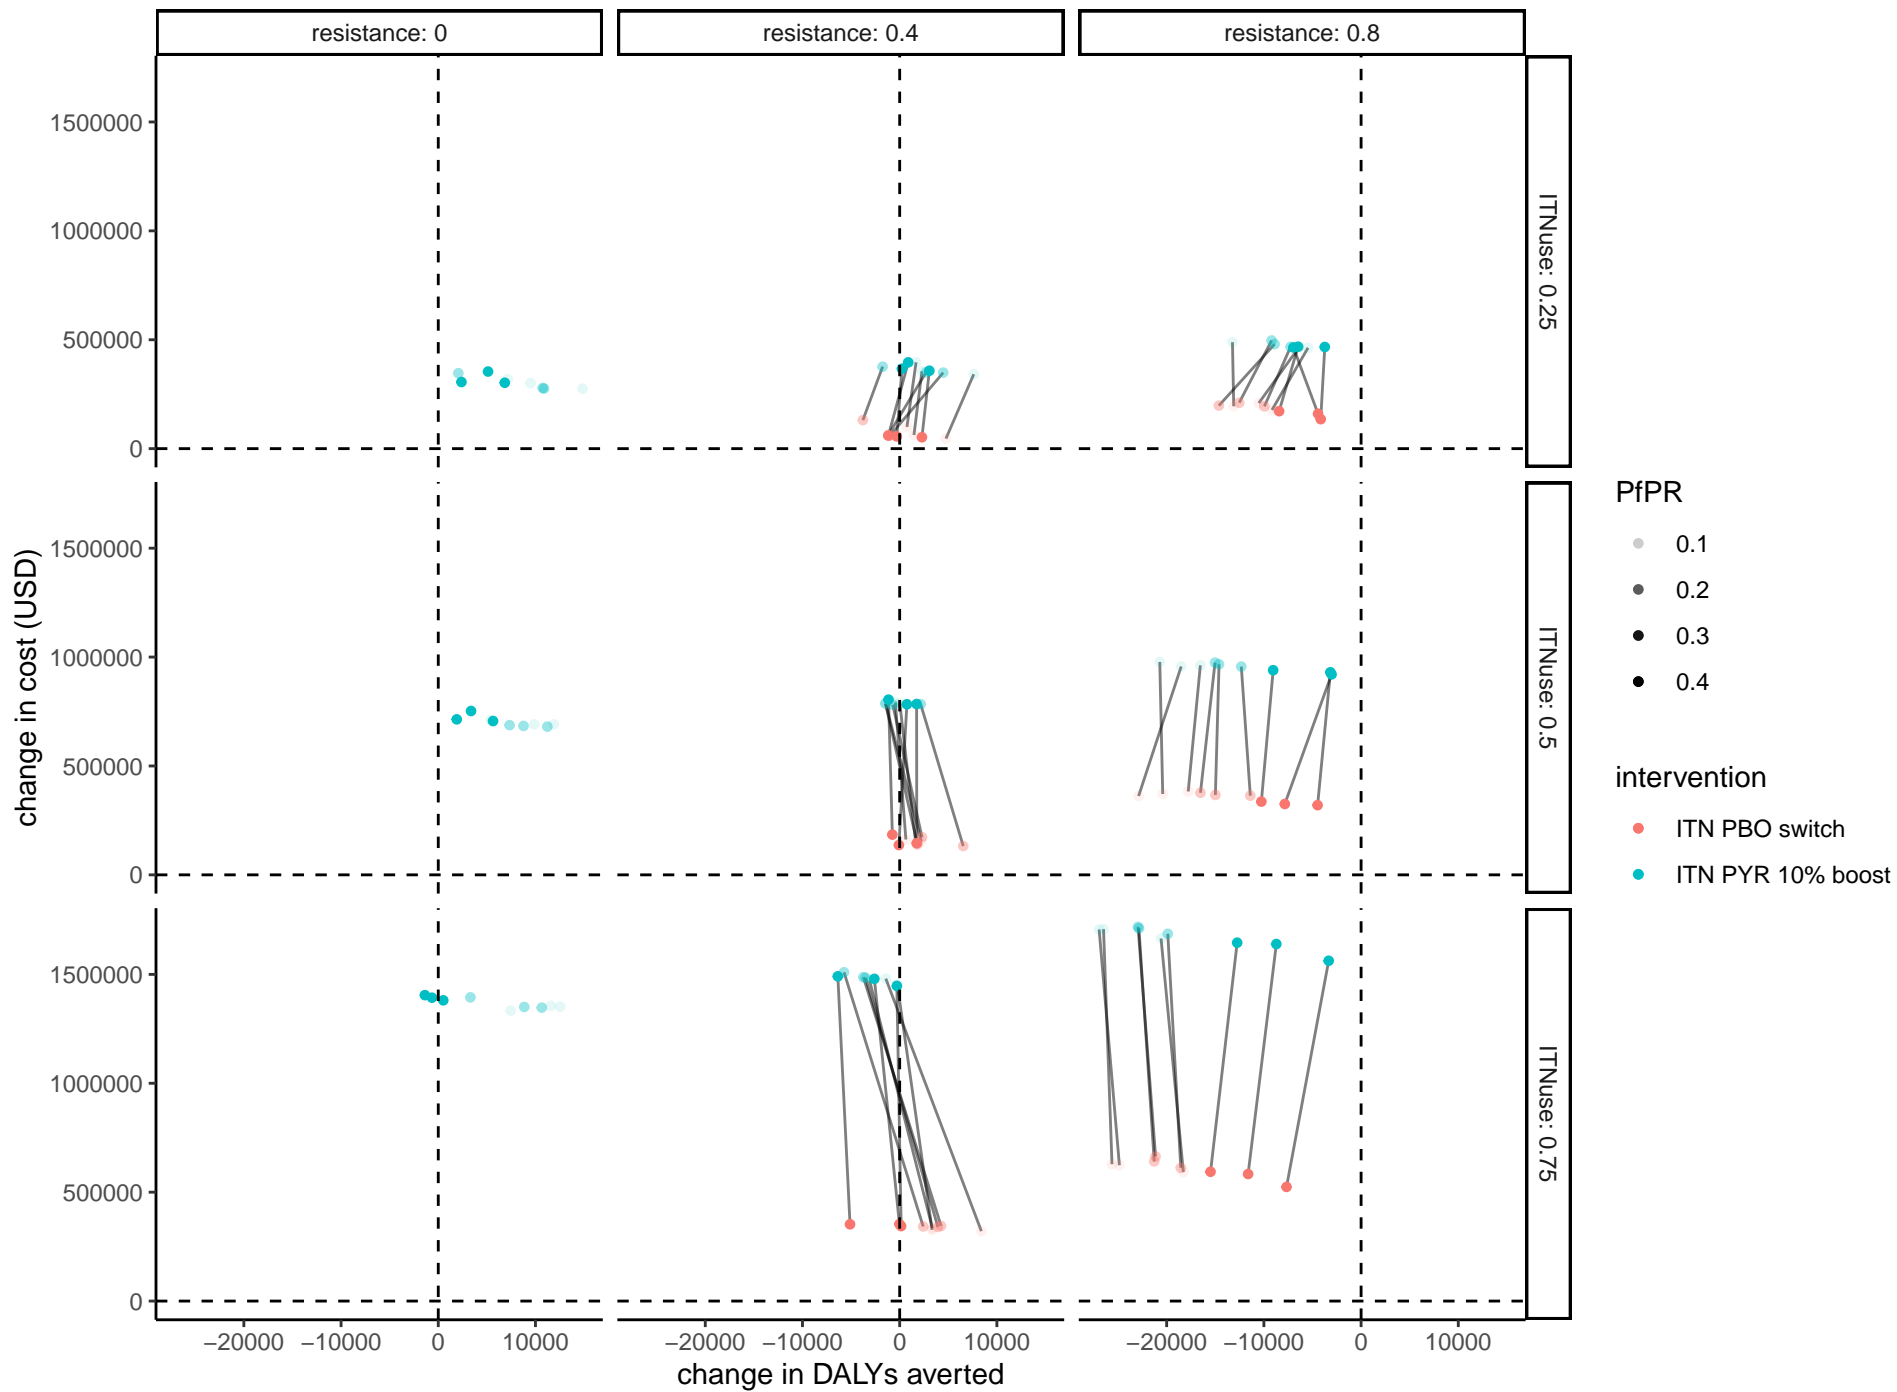 resistance: 0
resistance: 0.4
resistance: 0.8
1500000
1000000
500000
0
ITNuse: 0.25
1500000
1000000
500000
0
ITNuse: 0.5
1500000
1000000
500000
0
ITNuse: 0.75
−20000
−10000
0
10000
−20000
−10000
0
10000
−20000
−10000
0
10000
change in DALYs averted
change in cost (USD)
PfPR
0.1
0.2
0.3
0.4
intervention
ITN PBO switch
ITN PYR 10% boost